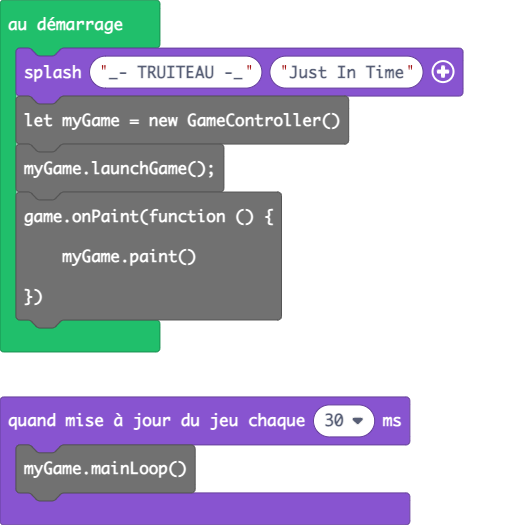 au démarrage
splash "_- TRUITEAU -_" "Just In Time"
let myGame = new GameController()
myGame.launchGame();
game.onPaint(function () {
myGame.paint()
})
quand mise à jour du jeu chaque 30 ms
myGame.mainLoop()